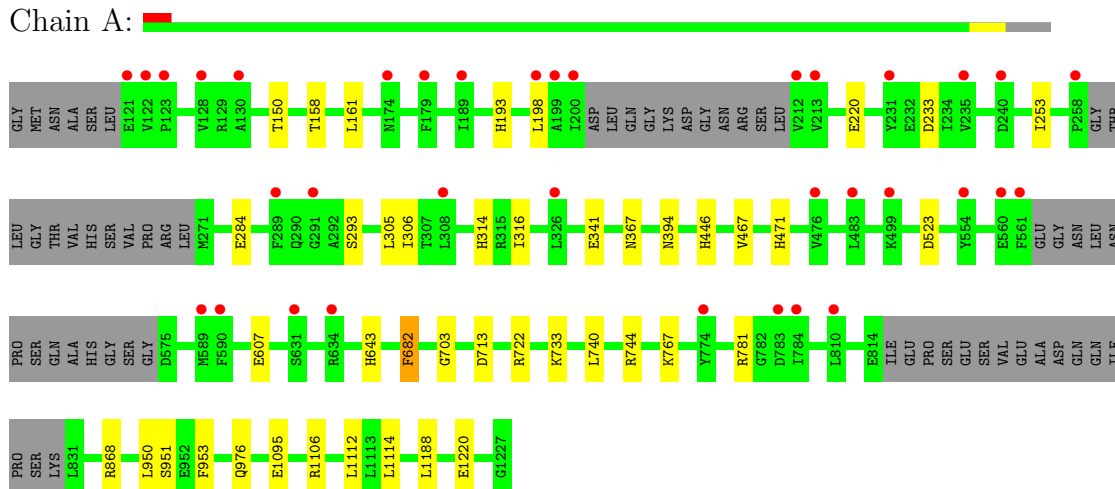 Chain A:
GLY MET ASN ALA SER LEU E121 V122 P123 V128 R129 A130 T150 T158 L161 N174 F179 I189 H193 L198 A199 I200 ASP LEU GLN GLY LYS ASP GLY ASN ARG SER LEU V212 V213 E220 Y231 E232 D233 I234 V235 D240 I253 P258 GLY THR
LEU GLY THR VAL HIS SER VAL PRO ARG LEU M271 E284 F289 Q290 G291 A292 S293 L305 I306 T307 L308 H314 R315 I316 L326 E341 N367 N394 H446 V467 H471 V476 L483 K499 D523 Y554 E560 F561 GLU GLY ASN LEU ASN
PRO SER GLN ALA HIS GLY SER GLY D575 M589 F590 E607 S631 R634 H643 F682 G703 D713 R722 K733 L740 R744 K767 Y774 R781 G782 D783 I784 L810 E814 ILE GLU PRO SER GLU SER VAL GLU ALA ASP GLN GLN ILE
PRO SER LYS L831 R868 L950 S951 E952 F953 Q976 E1095 R1106 L1112 L1113 L1114 L1188 E1220 G1227